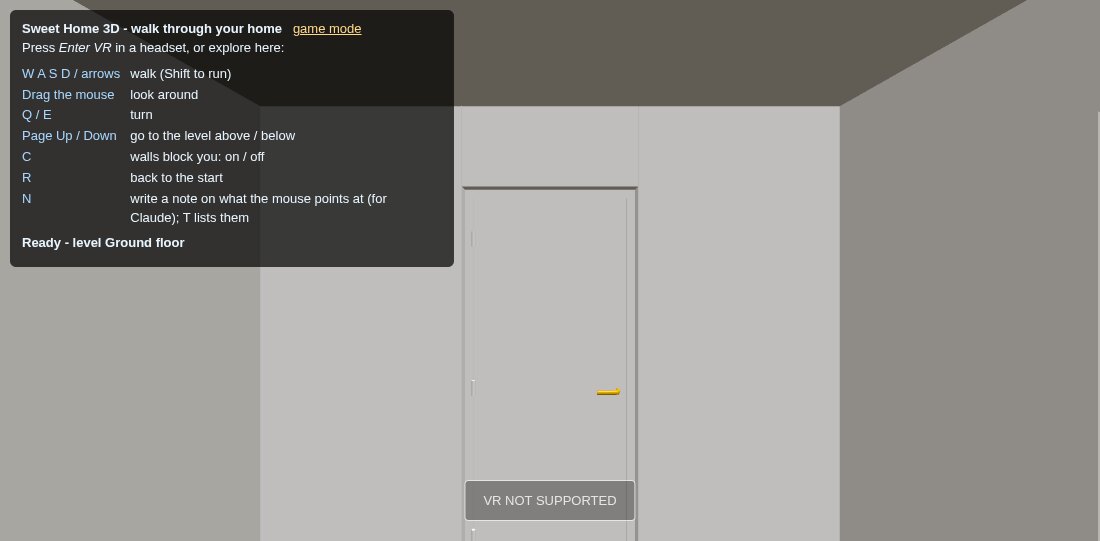 Sweet Home 3D - walk through your home game mode
Press Enter VR in a headset, or explore here:
W A S D / arrows walk (Shift to run)
Drag the mouse look around
Q / E turn
Page Up / Down go to the level above / below
C walls block you: on / off
R back to the start
N write a note on what the mouse points at (for
Claude); T lists them
Ready - level Ground floor
VR NOT SUPPORTED